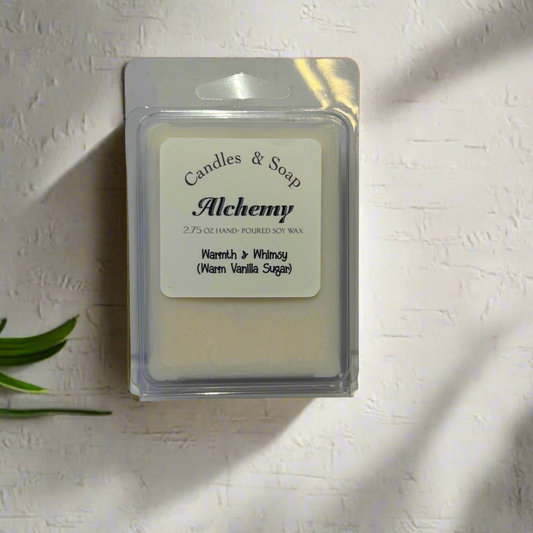 Candles & Soap
Alchemy
2.75 OZ HAND- POURED SOY WAX
Warmth & Whimsy
(Warm Vanilla Sugar)